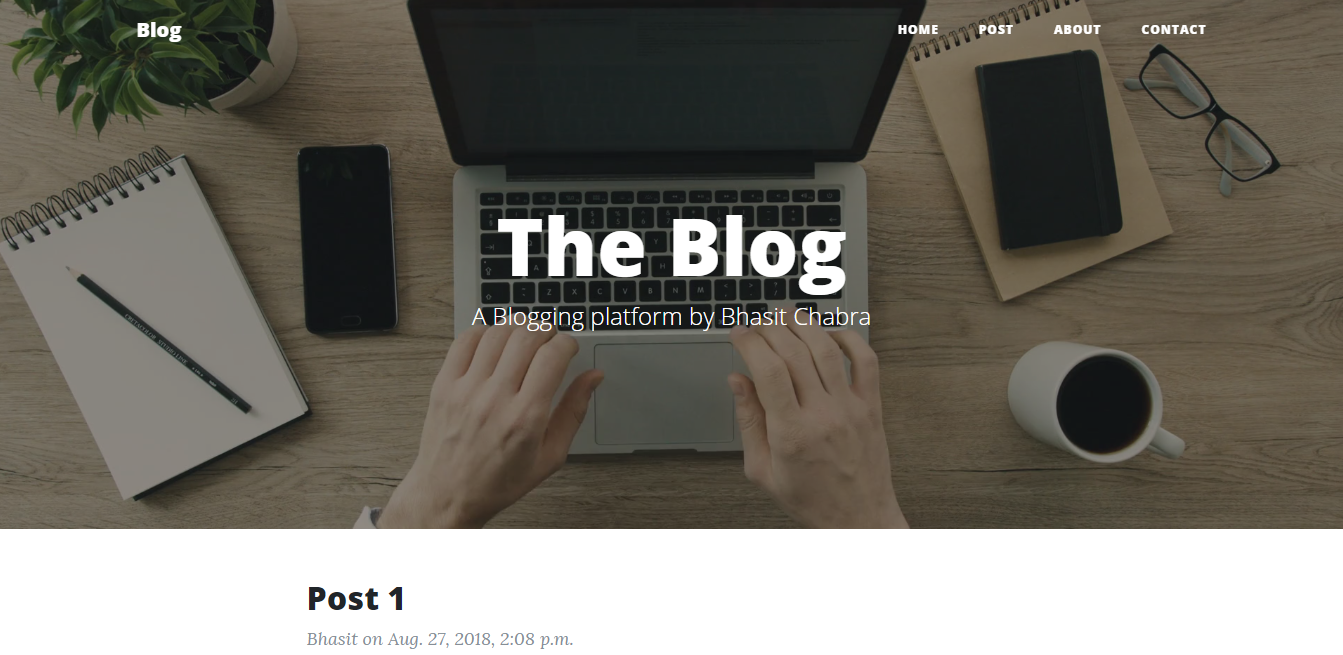 Blog
HOME POST ABOUT CONTACT
The Blog
A Blogging platform by Bhasit Chabra
Post 1
Bhasit on Aug. 27, 2018, 2:08 p.m.